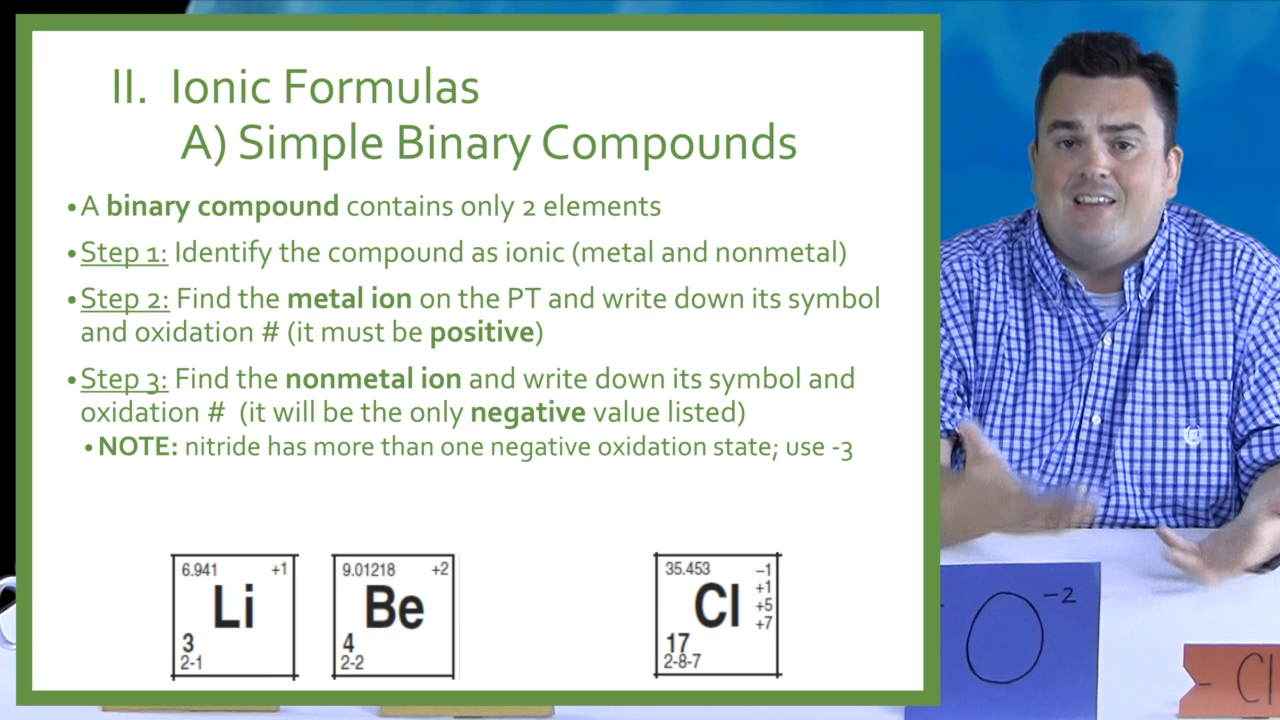 II. Ionic Formulas
A) Simple Binary Compounds
•A binary compound contains only 2 elements
•Step 1: Identify the compound as ionic (metal and nonmetal)
•Step 2: Find the metal ion on the PT and write down its symbol
and oxidation # (it must be positive)
•Step 3: Find the nonmetal ion and write down its symbol and
oxidation # (it will be the only negative value listed)
•NOTE: nitride has more than one negative oxidation state; use -3
6.941 +1
Li
3
2-1
9.01218 +2
Be
4
2-2
35.453 –1
+1
Cl +5
+7
17
2-8-7
O -2
- Cl